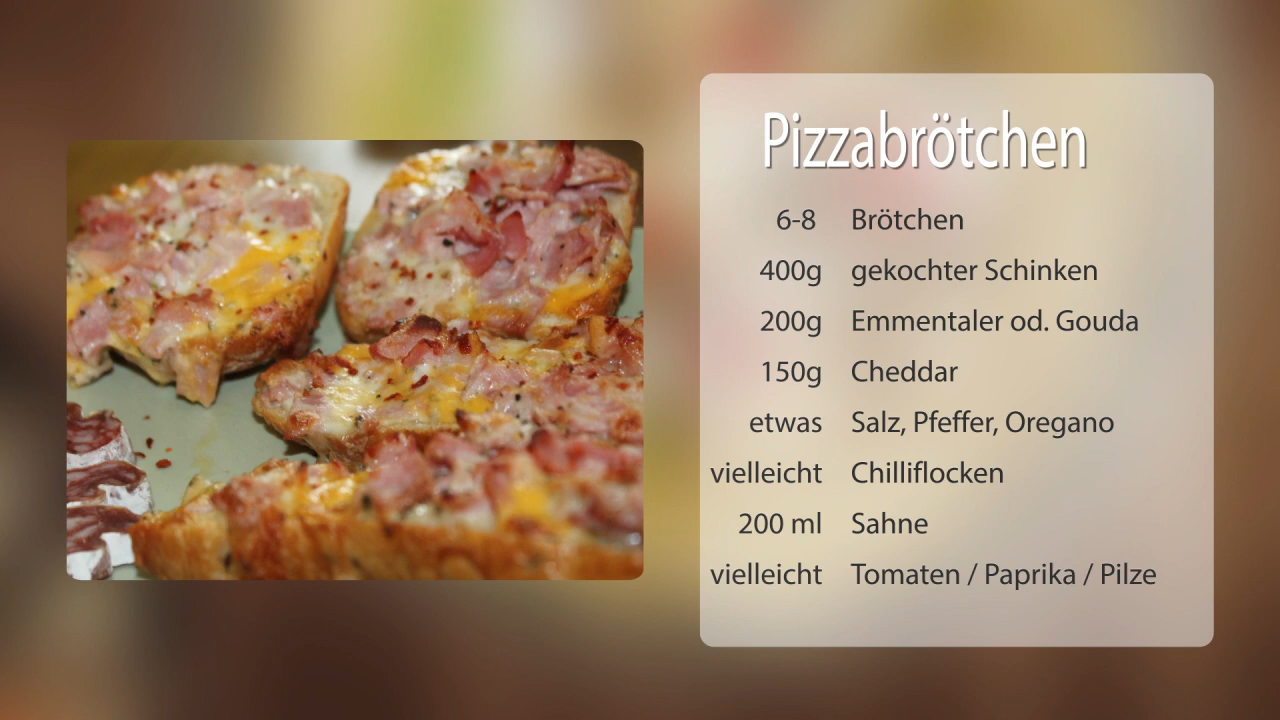 Pizzabrötchen
6-8 Brötchen
400g gekochter Schinken
200g Emmentaler od. Gouda
150g Cheddar
etwas Salz, Pfeffer, Oregano
vielleicht Chilliflocken
200 ml Sahne
vielleicht Tomaten / Paprika / Pilze